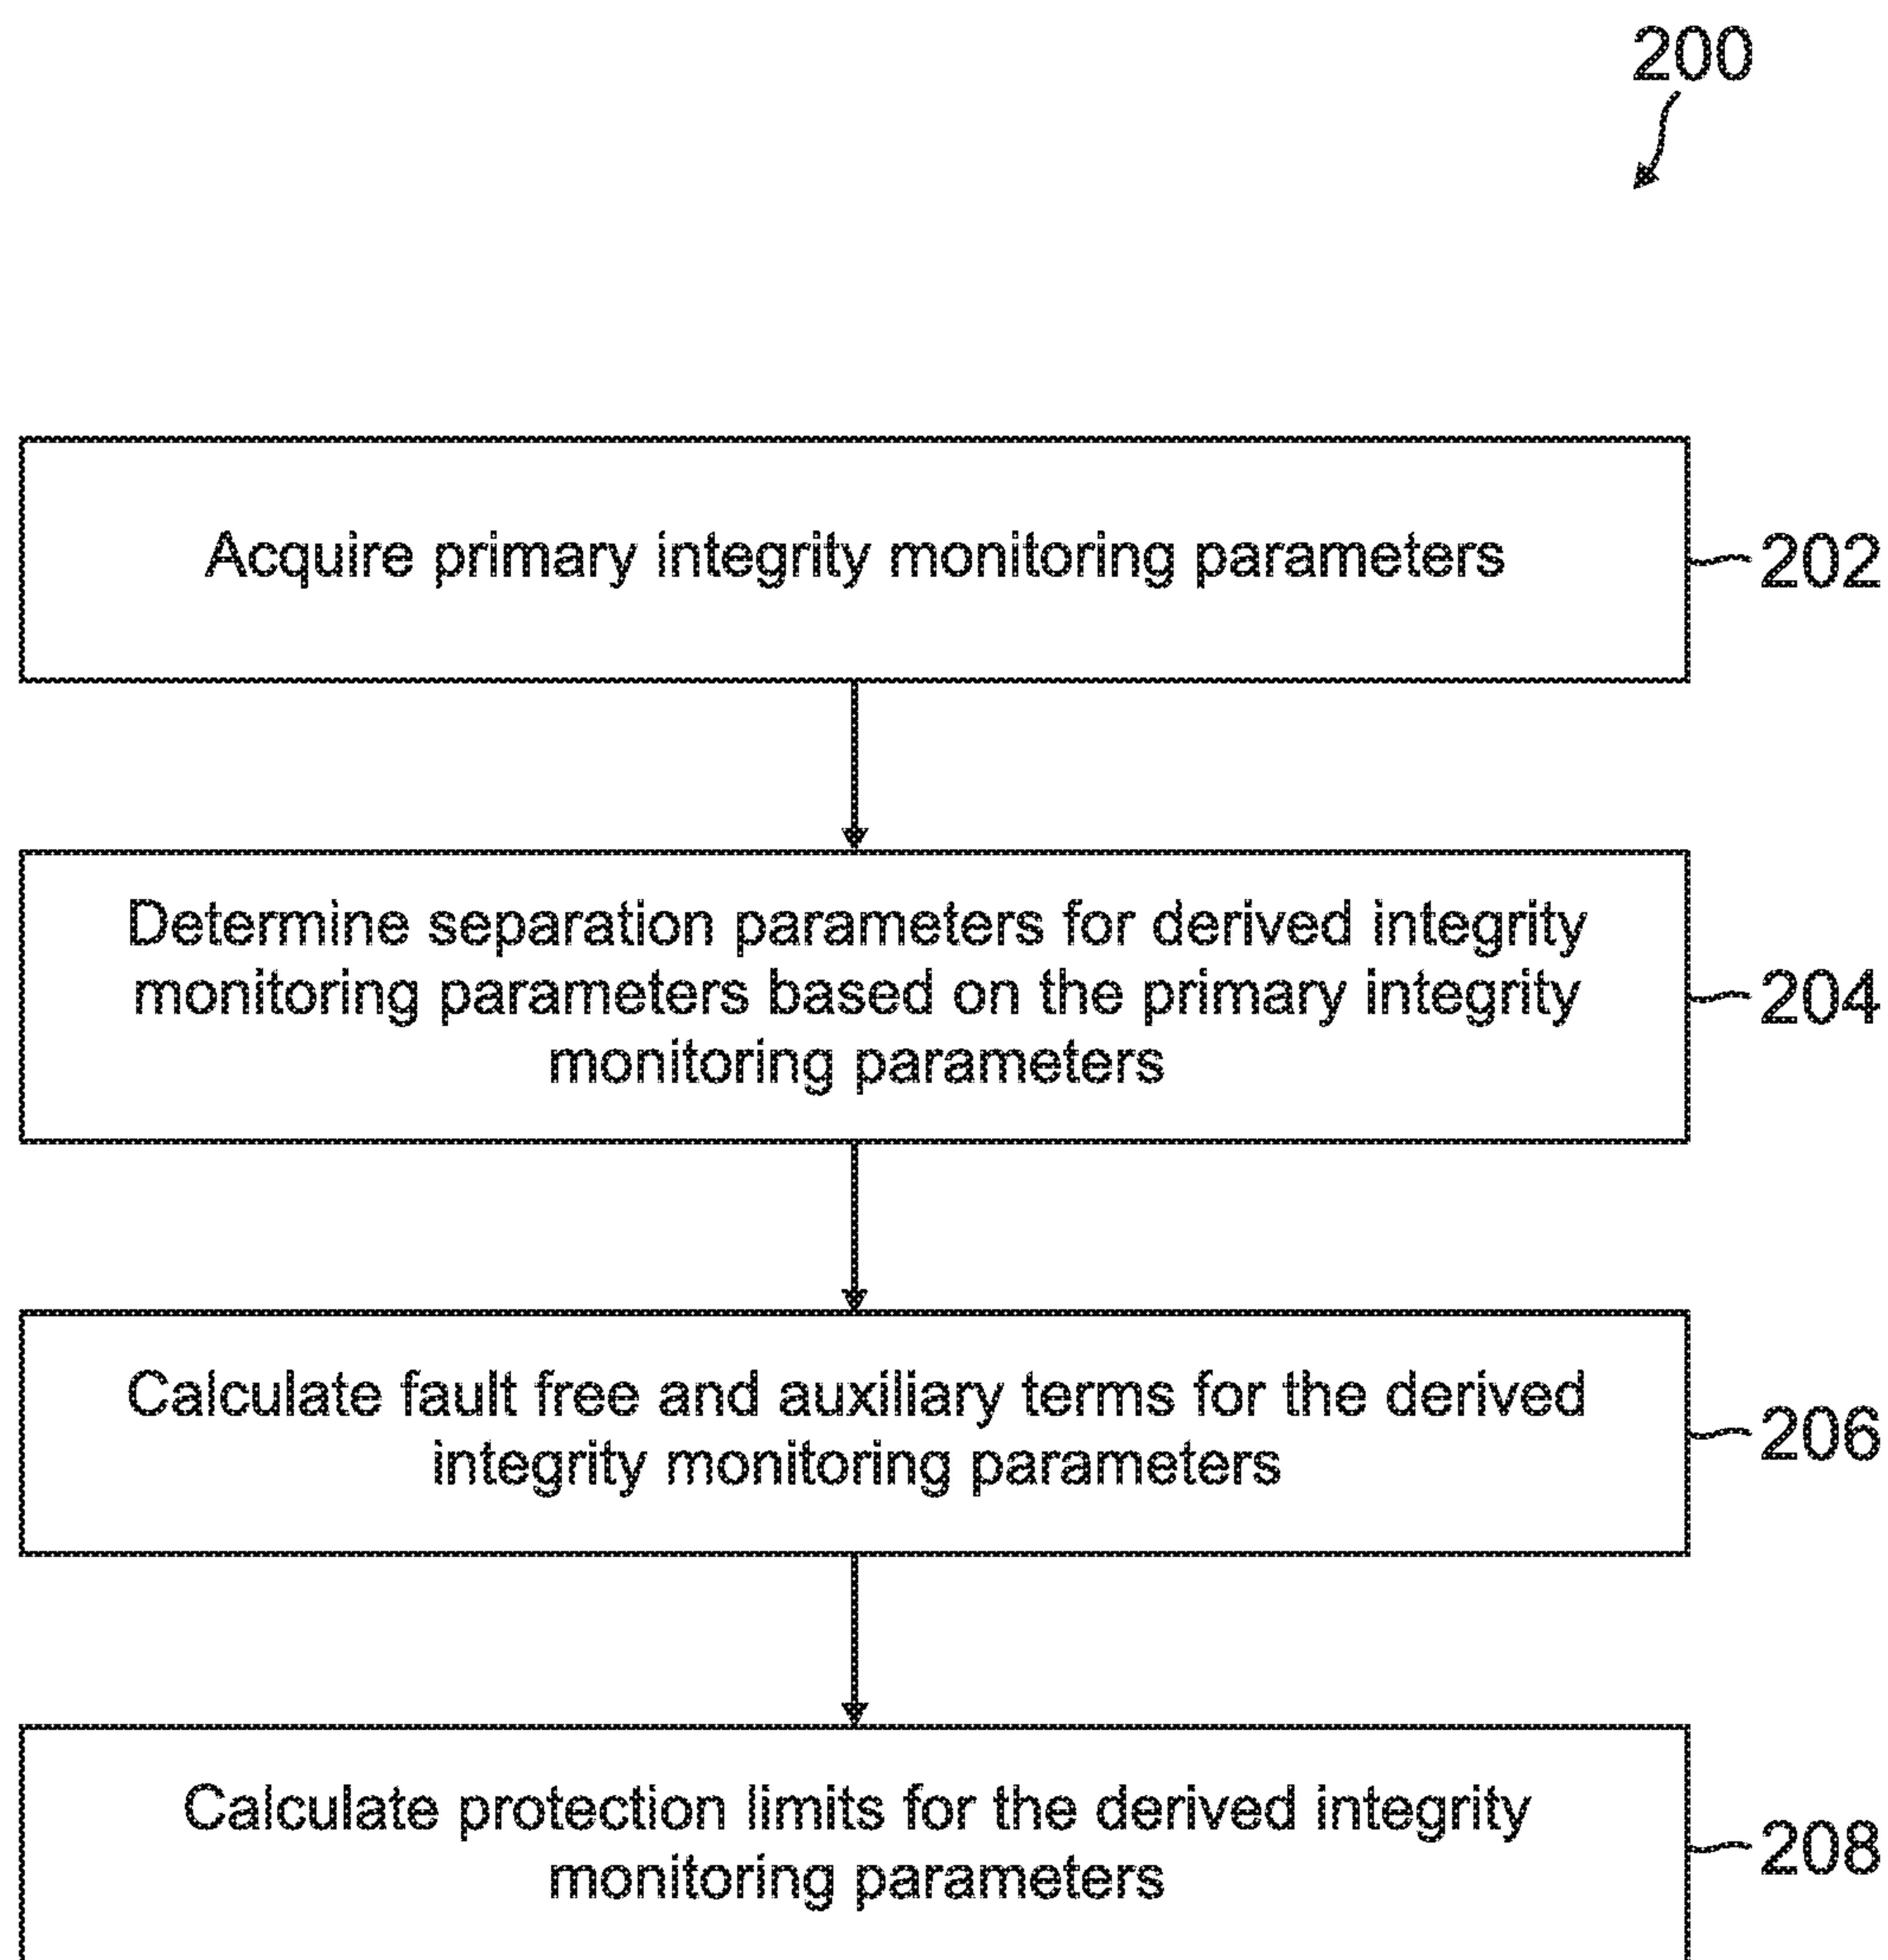 200
Acquire primary integrity monitoring parameters
202
Determine separation parameters for derived integrity
monitoring parameters based on the primary integrity
monitoring parameters
204
Calculate fault free and auxiliary terms for the derived
integrity monitoring parameters
206
Calculate protection limits for the derived integrity
monitoring parameters
208